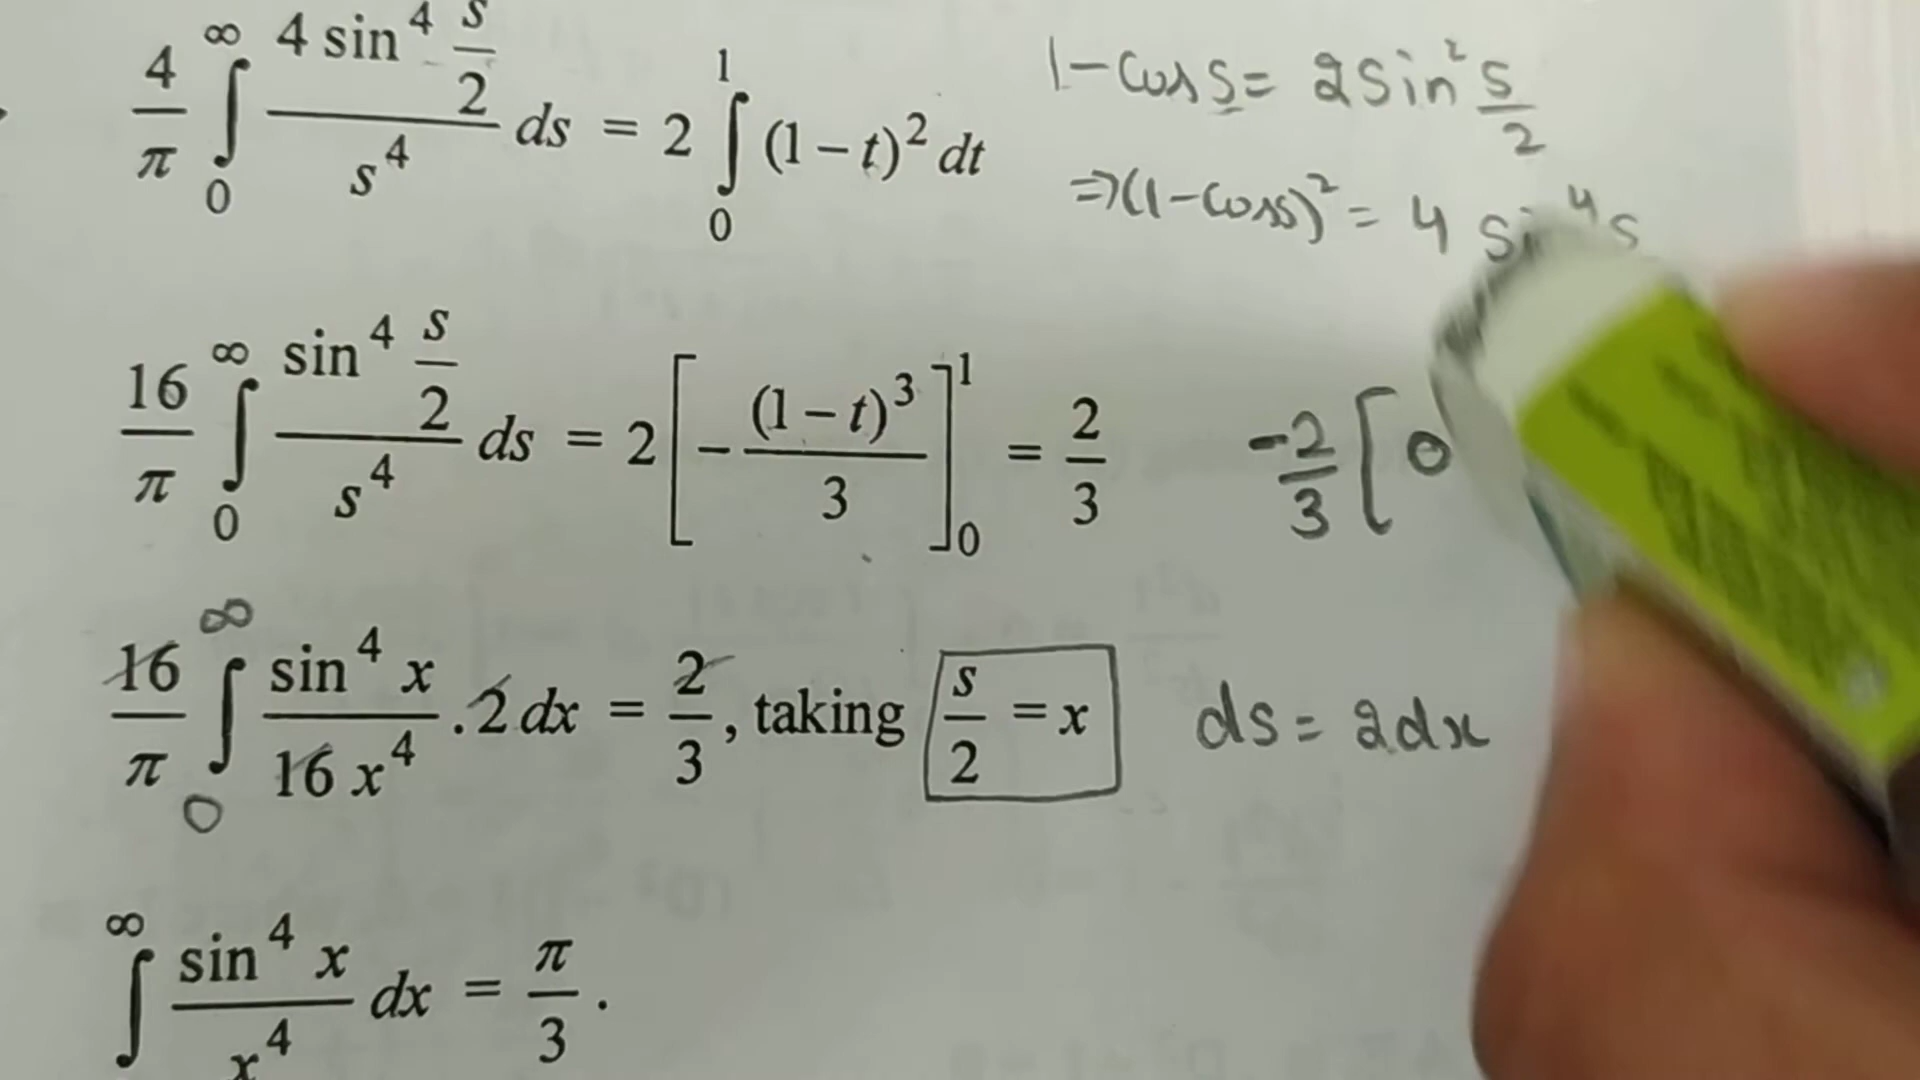 4/π ∫₀^∞ (4 sin⁴ s/2)/s⁴ ds = 2 ∫₀¹ (1 – t)² dt
1-cos s = 2 sin² s/2
⇒(1-cos s)² = 4 sin⁴ s
16/π ∫₀^∞ (sin⁴ s/2)/s⁴ ds = 2 [ – (1 – t)³/3 ]₀¹ = 2/3
-2/3 [0
16/π ∫₀^∞ (sin⁴ x)/(16 x⁴) . 2 dx = 2/3, taking s/2 = x
ds = 2dx
∫^∞ (sin⁴ x)/x⁴ dx = π/3 .